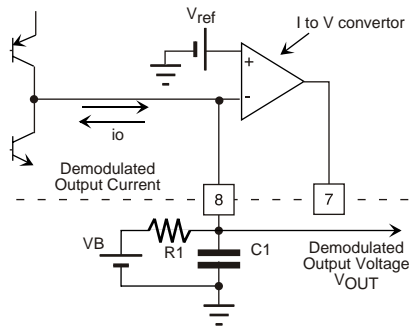 Vref
I to V convertor
+
-
io
Demodulated
Output Current
8
7
VB
R1
C1
Demodulated
Output Voltage
VOUT